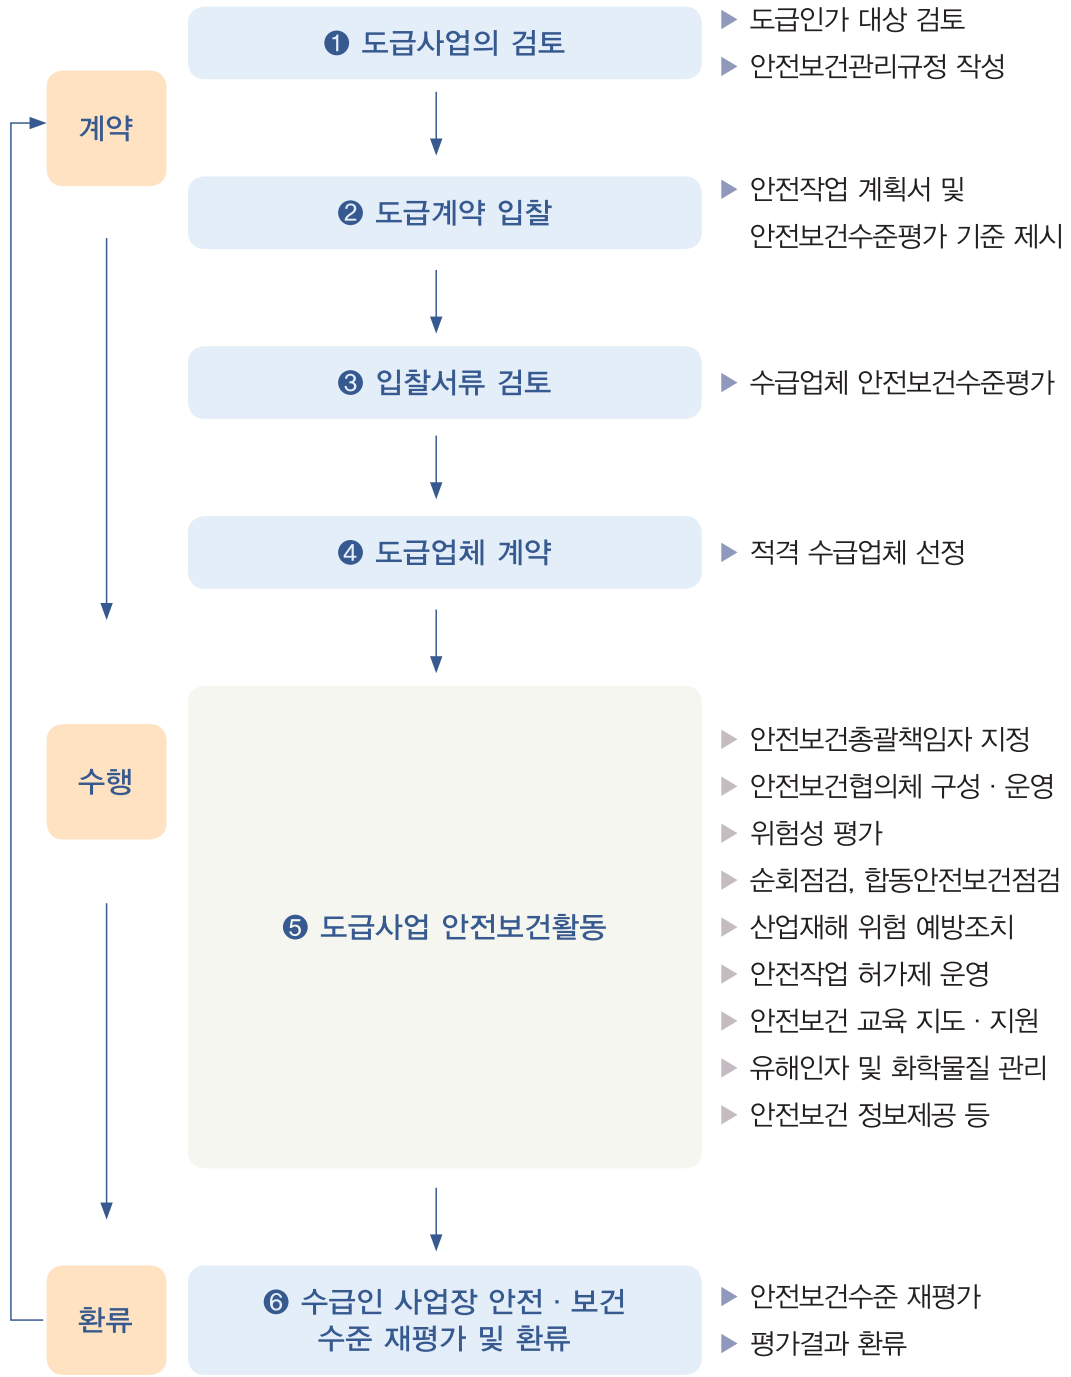 계약
❶ 도급사업의 검토
▶ 도급인가 대상 검토
▶ 안전보건관리규정 작성
❷ 도급계약 입찰
▶ 안전작업 계획서 및
안전보건수준평가 기준 제시
❸ 입찰서류 검토
▶ 수급업체 안전보건수준평가
❹ 도급업체 계약
▶ 적격 수급업체 선정
수행
❺ 도급사업 안전보건활동
▶ 안전보건총괄책임자 지정
▶ 안전보건협의체 구성 · 운영
▶ 위험성 평가
▶ 순회점검, 합동안전보건점검
▶ 산업재해 위험 예방조치
▶ 안전작업 허가제 운영
▶ 안전보건 교육 지도 · 지원
▶ 유해인자 및 화학물질 관리
▶ 안전보건 정보제공 등
환류
❻ 수급인 사업장 안전 · 보건
수준 재평가 및 환류
▶ 안전보건수준 재평가
▶ 평가결과 환류